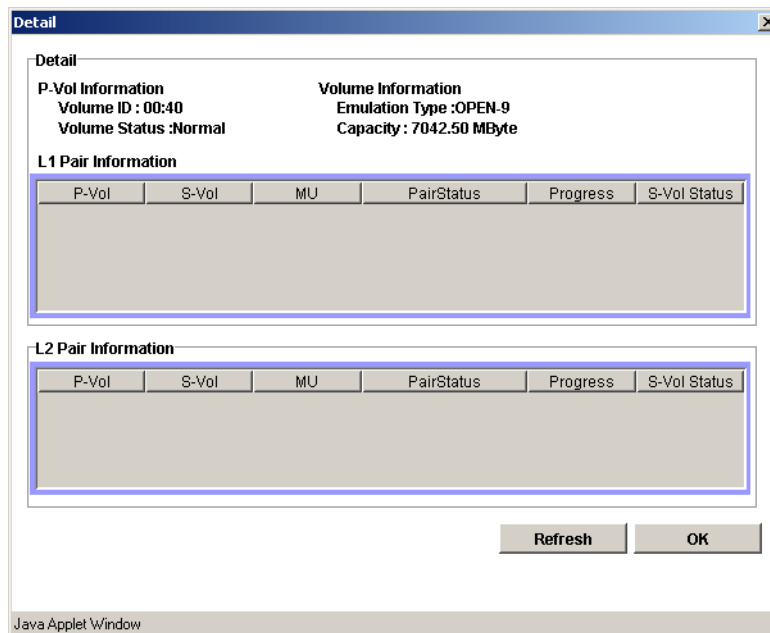 Detail
Detail
P-Vol Information
Volume Information
Volume ID : 00:40
Emulation Type :OPEN-9
Volume Status :Normal
Capacity : 7042.50 MByte
L1 Pair Information
P-Vol S-Vol MU PairStatus Progress S-Vol Status
L2 Pair Information
P-Vol S-Vol MU PairStatus Progress S-Vol Status
Refresh OK
Java Applet Window